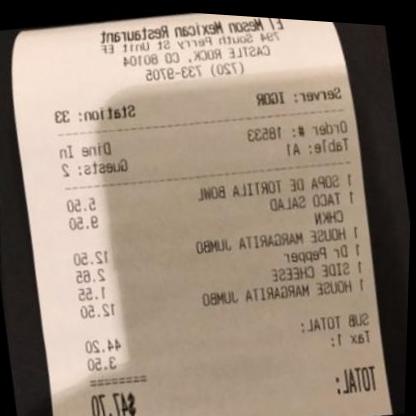 El Meson Mexican Restaurant
794 South Perry St Unit EF
CASTLE ROCK, CO 80104
(720) 733-9705
Server: IGOR Station: 33
Order #: 18533 Dine In
Table: A1 Guests: 2
1 SOPA DE TORTILA BOWL 5.50
1 TACO SALAD 9.50
CHKN
1 HOUSE MARGARITA JUMBO 12.50
1 Dr Pepper 2.65
1 SIDE CHEESE 1.55
1 HOUSE MARGARITA JUMBO 12.50
SUB TOTAL: 44.20
Tax 1: 3.50
TOTAL: $47.70